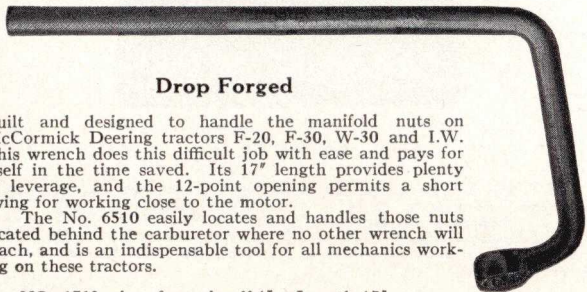 Drop Forged
uilt and designed to handle the manifold nuts on
cCormick Deering tractors F-20, F-30, W-30 and I.W.
his wrench does this difficult job with ease and pays for
self in the time saved. Its 17" length provides plenty
leverage, and the 12-point opening permits a short
ving for working close to the motor.
The No. 6510 easily locates and handles those nuts
cated behind the carburetor where no other wrench will
ach, and is an indispensable tool for all mechanics work-
g on these tractors.